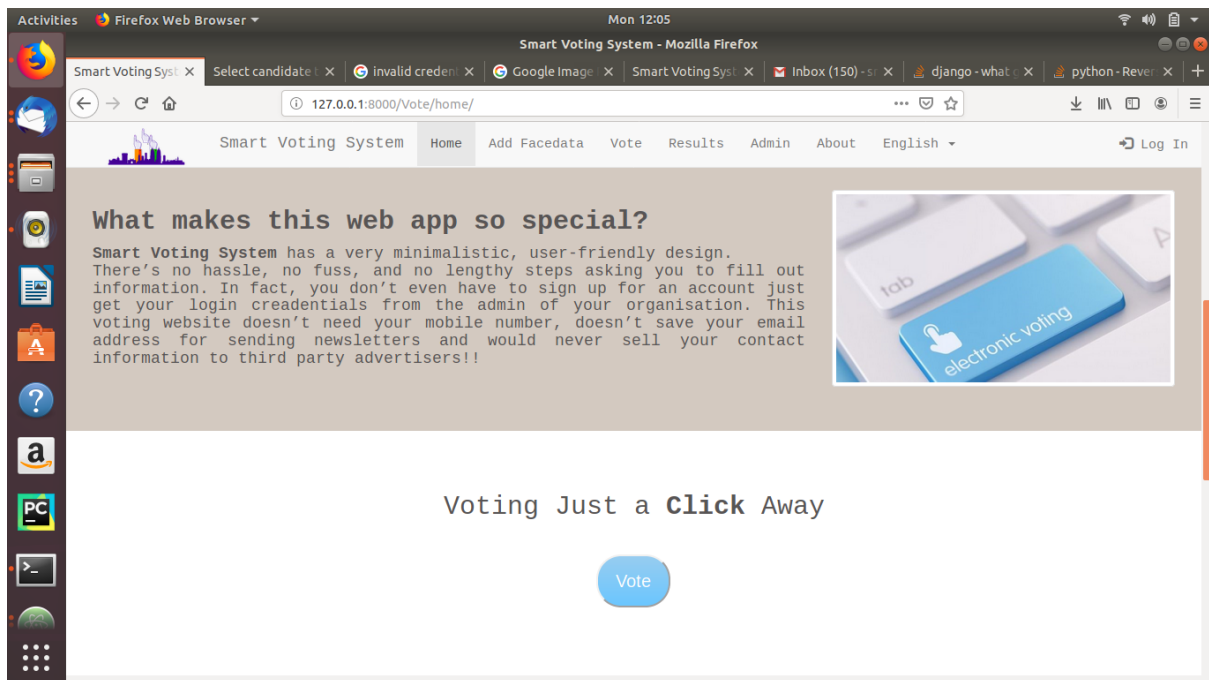 Activities Firefox Web Browser Mon 12:05
Smart Voting System - Mozilla Firefox
Smart Voting Syst Select candidate t invalid credent Google Image Smart Voting Syst Inbox (150) - sr django - what g python - Rever
127.0.0.1:8000/Vote/home/
Smart Voting System Home Add Facedata Vote Results Admin About English Log In
What makes this web app so special?
Smart Voting System has a very minimalistic, user-friendly design.
There's no hassle, no fuss, and no lengthy steps asking you to fill out
information. In fact, you don't even have to sign up for an account just
get your login creadentials from the admin of your organisation. This
voting website doesn't need your mobile number, doesn't save your email
address for sending newsletters and would never sell your contact
information to third party advertisers!!
tab
electronic voting
Voting Just a Click Away
Vote